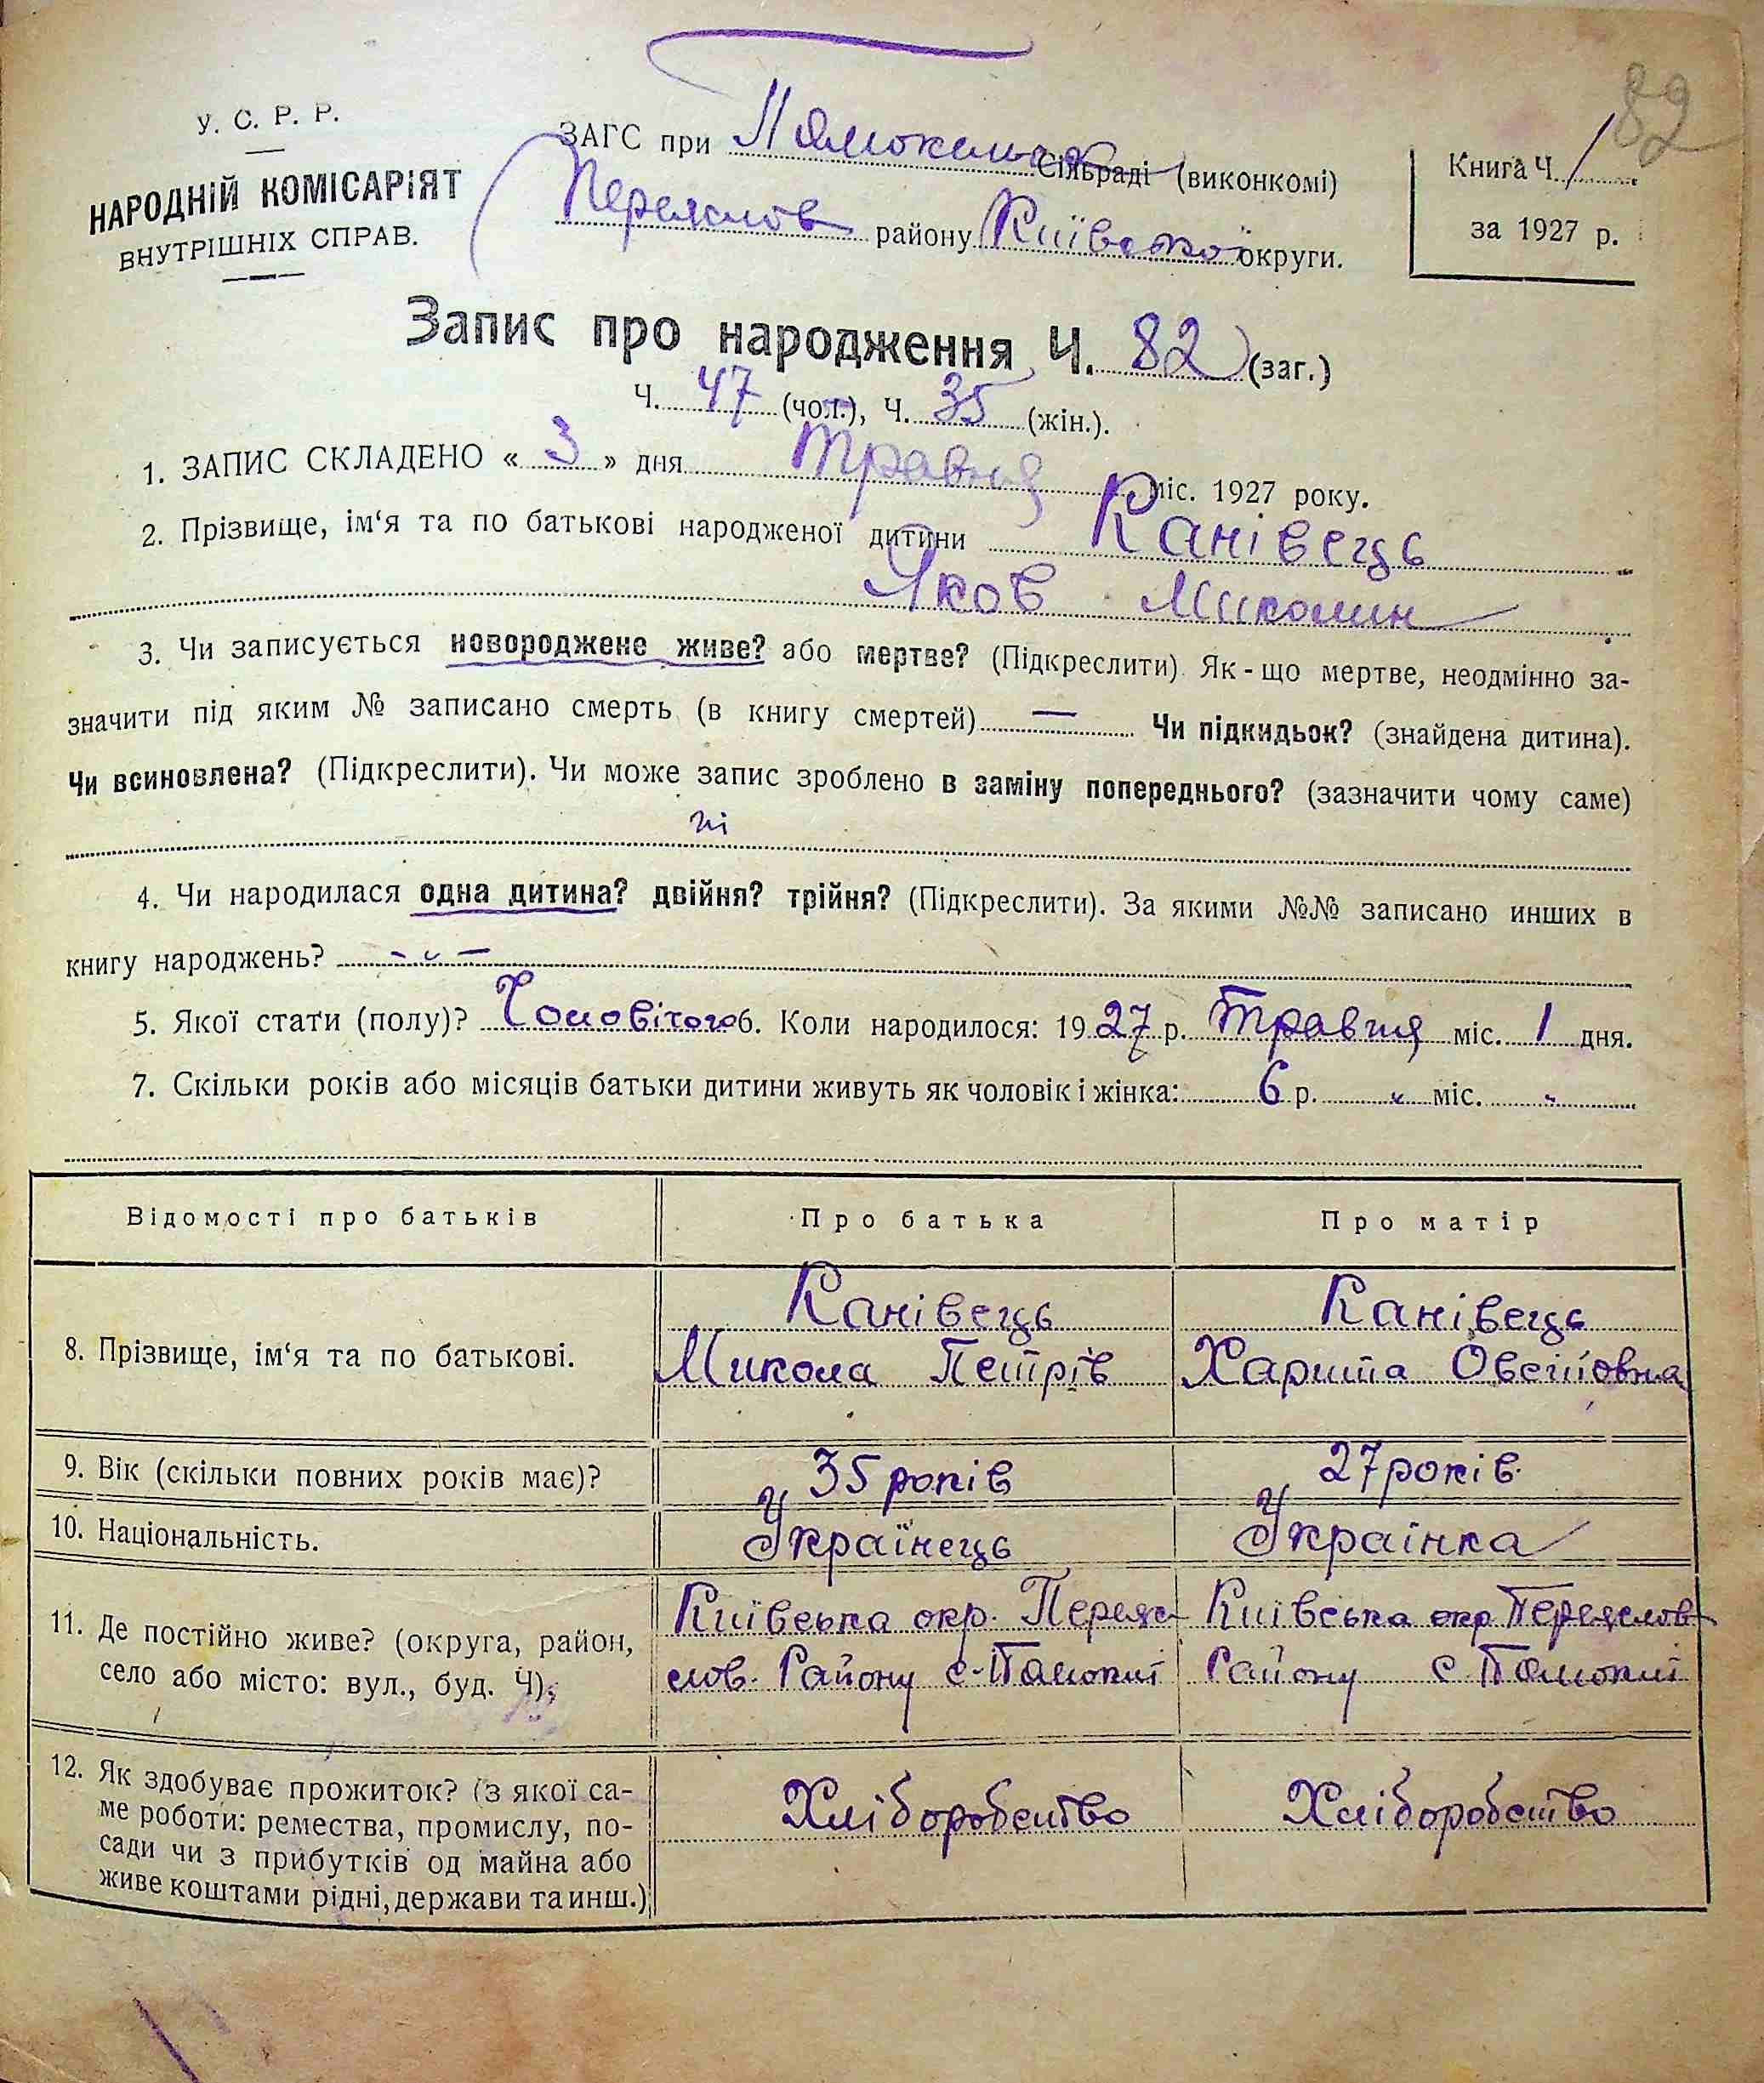 82
У. С. Р. Р.
НАРОДНІЙ КОМІСАРІЯТ
ВНУТРІШНІХ СПРАВ.
ЗАГС при Сільраді (виконкомі)
Переяслов району Київської округи.
Книга Ч. 1
за 1927 р.
Запис про народження Ч. 82 (заг.)
Ч. 47 (чол.), Ч. 35 (жін.).
1. ЗАПИС СКЛАДЕНО « 3 » дня Травня міс. 1927 року.
2. Прізвище, ім‘я та по батькові народженої дитини Канівець
Яков Миколин
3. Чи записується новороджене живе? або мертве? (Підкреслити). Як-що мертве, неодмінно за-
значити під яким № записано смерть (в книгу смертей) — Чи підкидьок? (знайдена дитина).
Чи всиновлена? (Підкреслити). Чи може запис зроблено в заміну попереднього? (зазначити чому саме)
ні
4. Чи народилася одна дитина? двійня? трійня? (Підкреслити). За якими №№ записано инших в
книгу народжень? - „ -
5. Якої стати (полу)? Чоловітого 6. Коли народилося: 1927 р. Травня міс. 1 дня.
7. Скільки років або місяців батьки дитини живуть як чоловік і жінка: 6 р. „ міс. „
Відомості про батьків Про батька Про матір
8. Прізвище, ім‘я та по батькові.
Канівець
Микола Петрів
Канівець
Харита Овсіїовна
9. Вік (скільки повних років має)? 35 років 27 років
10. Національність. Українець Українка
11. Де постійно живе? (округа, район,
село або місто: вул., буд. Ч).
Київська окр. Переяс-
лов. Району с.
Київська окр. Переяслов
Району с.
12. Як здобуває прожиток? (з якої са-
ме роботи: ремества, промислу, по-
сади чи з прибутків од майна або
живе коштами рідні, держави та инш.)
Хліборобство
Хліборобство